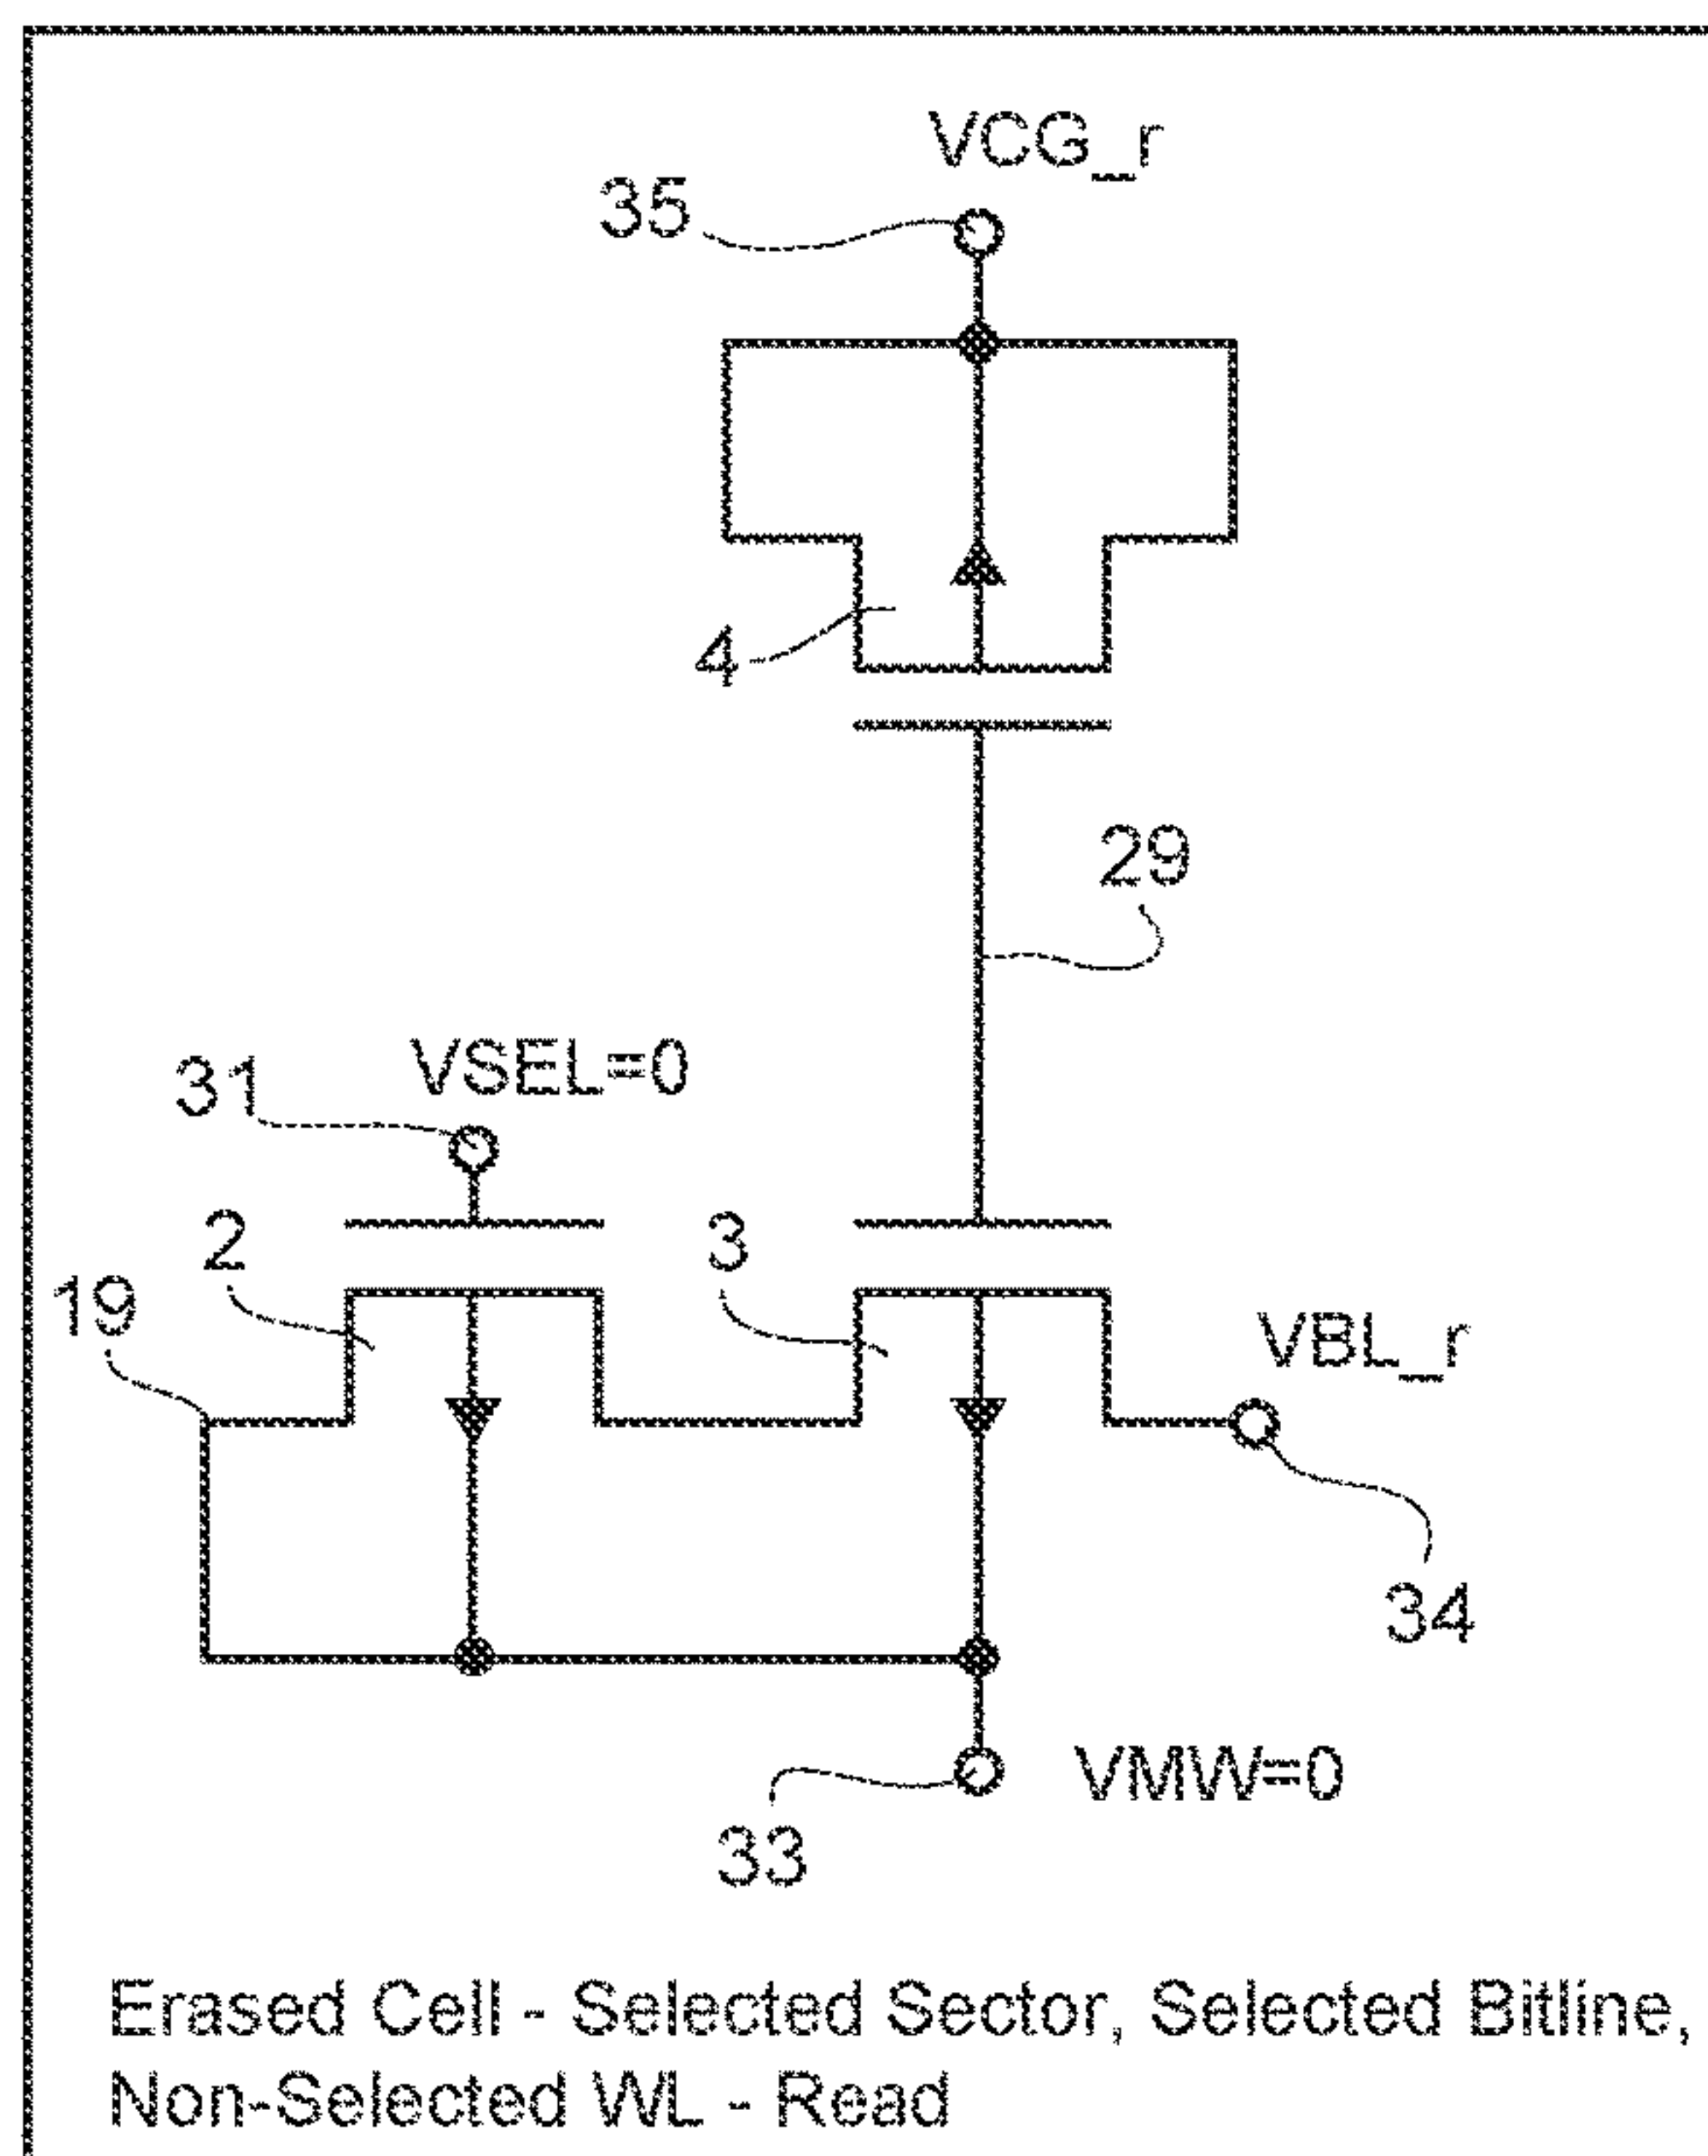 VCG_r
35
4
29
VSEL=0
31
2
3
19
VBL_r
34
VMW=0
33
Erased Cell - Selected Sector, Selected Bitline,
Non-Selected WL - Read